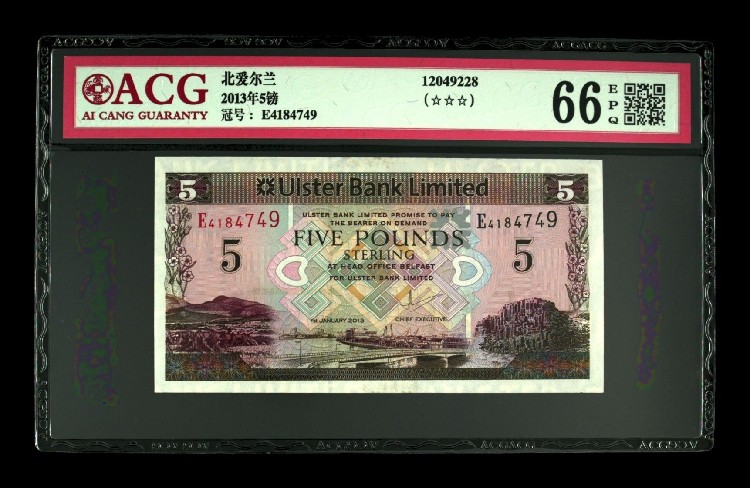 ACG
AI CANG GUARANTY
北爱尔兰
2013年5磅
冠号: E4184749
12049228
(☆☆☆)
66
E
P
Q
5
Ulster Bank Limited
5
E4184749
ULSTER BANK LIMITED PROMISE TO PAY
THE BEARER ON DEMAND
E4184749
5
FIVE POUNDS
STERLING
5
AT HEAD OFFICE BELFAST
FOR ULSTER BANK LIMITED
1st JANUARY 2013
CHIEF EXECUTIVE